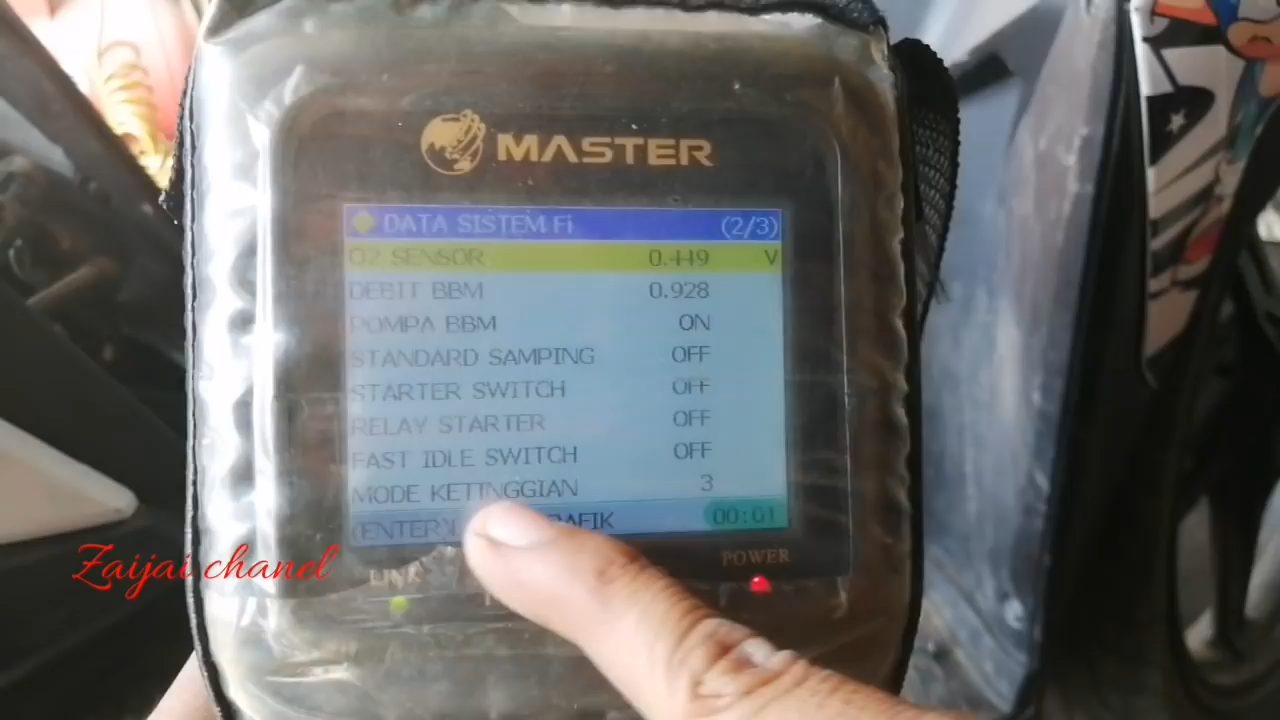 MASTER
DATA SISTEM Fi (2/3)
O2 SENSOR 0.449 V
DEBIT BBM 0.928
POMPA BBM ON
STANDARD SAMPING OFF
STARTER SWITCH OFF
RELAY STARTER OFF
FAST IDLE SWITCH OFF
MODE KETINGGIAN 3
(ENTER) 00:01
POWER
LINK
Zaijai chanel